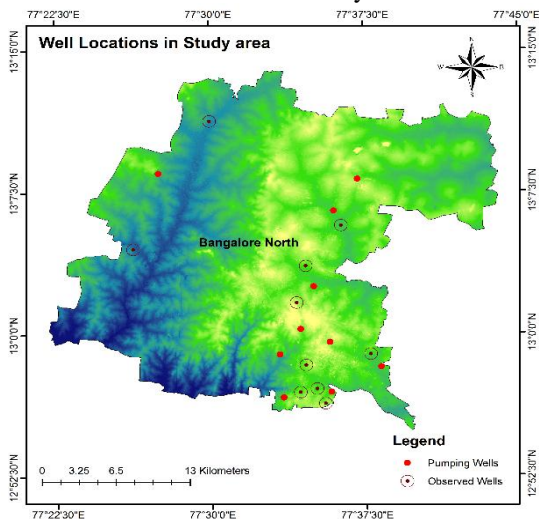 77°22'30"E 77°30'0"E 77°37'30"E 77°45'0"E
Well Locations in Study area
N
W E
S
13°15'0"N 13°15'0"N
13°7'30"N 13°7'30"N
Bangalore North
13°0'0"N 13°0'0"N
Legend
Pumping Wells
Observed Wells
0 3.25 6.5 13 Kilometers
12°52'30"N 12°52'30"N
77°22'30"E 77°30'0"E 77°37'30"E